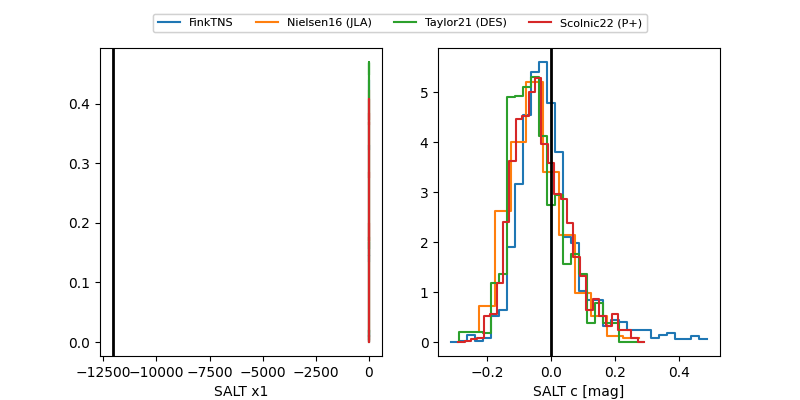 FinkTNS Nielsen16 (JLA) Taylor21 (DES) Scolnic22 (P+)
0.4
0.3
0.2
0.1
0.0
−12500 −10000 −7500 −5000 −2500 0
SALT x1
5
4
3
2
1
0
−0.2 0.0 0.2 0.4
SALT c [mag]